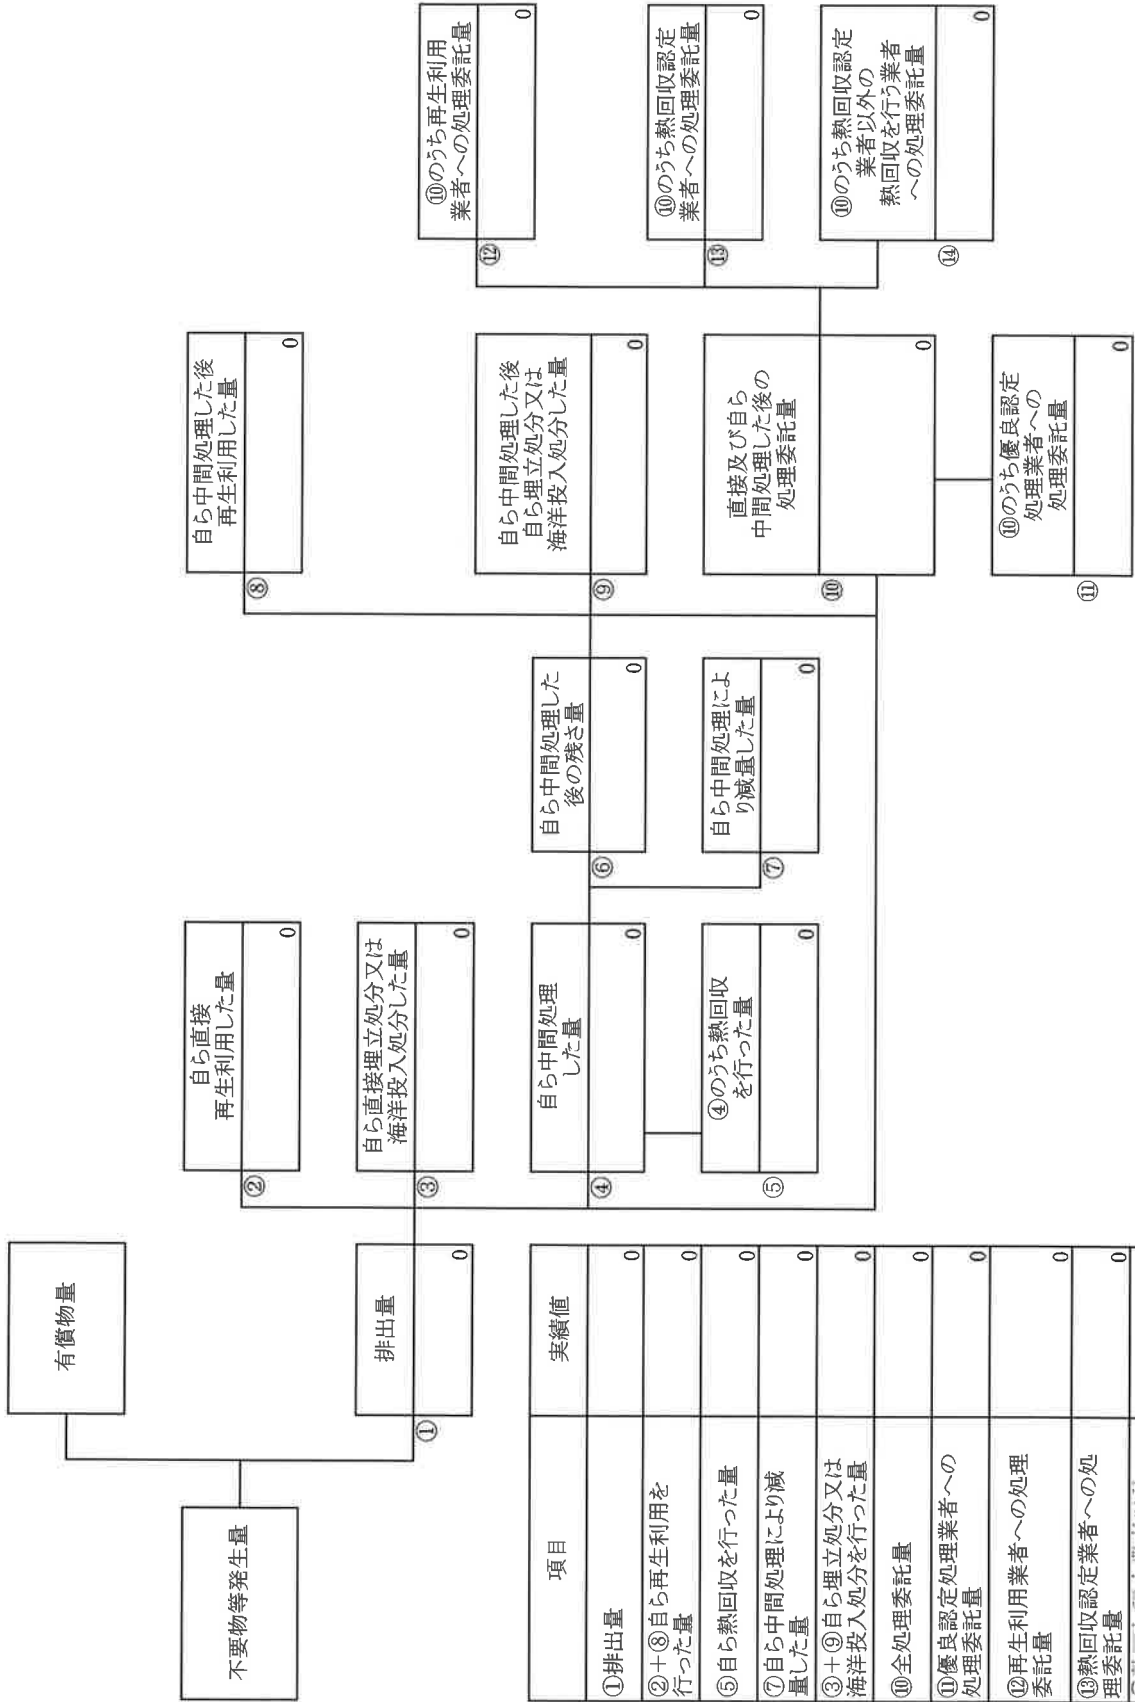 不要物等発生量
有償物量
①
排出量
0
②
自ら直接
再生利用した量
0
③
自ら直接埋立処分又は
海洋投入処分した量
0
④
自ら中間処理
した量
0
⑤
④のうち熱回収
を行った量
0
⑥
自ら中間処理した
後の残さ量
0
⑦
自ら中間処理によ
り減量した量
0
⑧
自ら中間処理した後
再生利用した量
0
⑨
自ら中間処理した後
自ら埋立処分又は
海洋投入処分した量
0
⑩
直接及び自ら
中間処理した後の
処理委託量
0
⑪
⑩のうち優良認定
処理業者への
処理委託量
0
⑫
⑩のうち再生利用
業者への処理委託量
0
⑬
⑩のうち熱回収認定
業者への処理委託量
0
⑭
⑩のうち熱回収認定
業者以外の
熱回収を行う業者
への処理委託量
0
項目 実績値
①排出量 0
②＋⑧自ら再生利用を
行った量 0
⑤自ら熱回収を行った量 0
⑦自ら中間処理により減
量した量 0
③＋⑨自ら埋立処分又は
海洋投入処分を行った量 0
⑩全処理委託量 0
⑪優良認定処理業者への
処理委託量 0
⑫再生利用業者への処理
委託量 0
⑬熱回収認定業者への処
理委託量 0